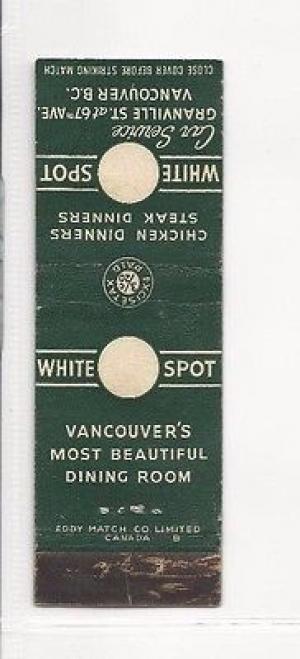 CLOSE COVER BEFORE STRIKING MATCH
VANCOUVER B.C.
GRANVILLE ST. at 67TH AVE.
Car Service
WHITE SPOT
STEAK DINNERS
CHICKEN DINNERS
EXCISE TAX
PAID
WHITE SPOT
VANCOUVER'S
MOST BEAUTIFUL
DINING ROOM
EDDY MATCH CO. LIMITED
CANADA B